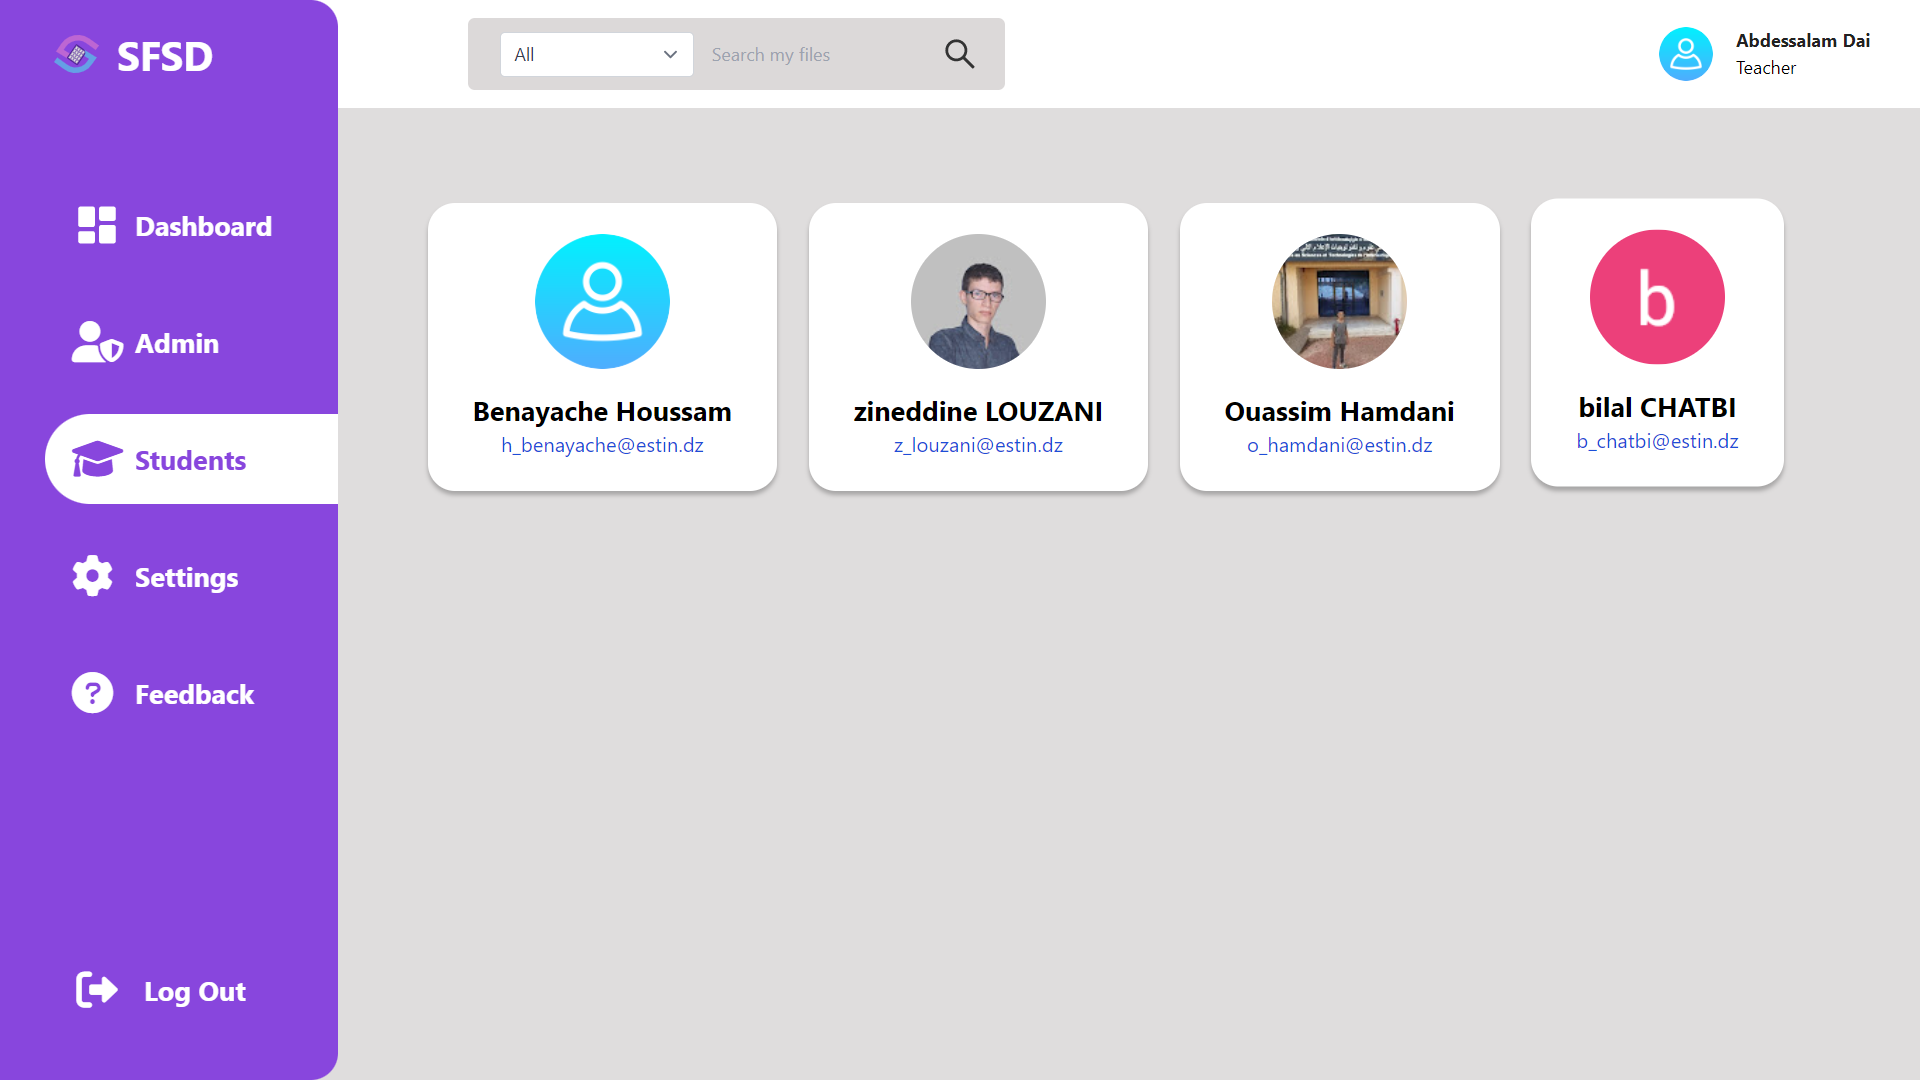 SFSD
All
Search my files
Abdessalam Dai
Teacher
Dashboard
Admin
Students
Settings
Feedback
Log Out
Benayache Houssam
h_benayache@estin.dz
zineddine LOUZANI
z_louzani@estin.dz
Ouassim Hamdani
o_hamdani@estin.dz
b
bilal CHATBI
b_chatbi@estin.dz